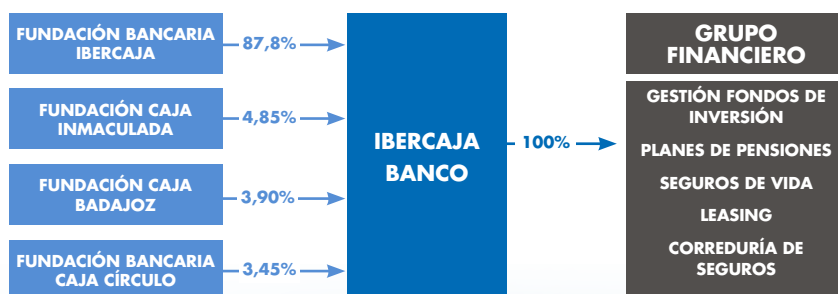 FUNDACIÓN BANCARIA
IBERCAJA
87,8%
FUNDACIÓN CAJA
INMACULADA
4,85%
FUNDACIÓN CAJA
BADAJOZ
3,90%
FUNDACIÓN BANCARIA
CAJA CÍRCULO
3,45%
IBERCAJA
BANCO
100%
GRUPO
FINANCIERO
GESTIÓN FONDOS DE
INVERSIÓN
PLANES DE PENSIONES
SEGUROS DE VIDA
LEASING
CORREDURÍA DE
SEGUROS